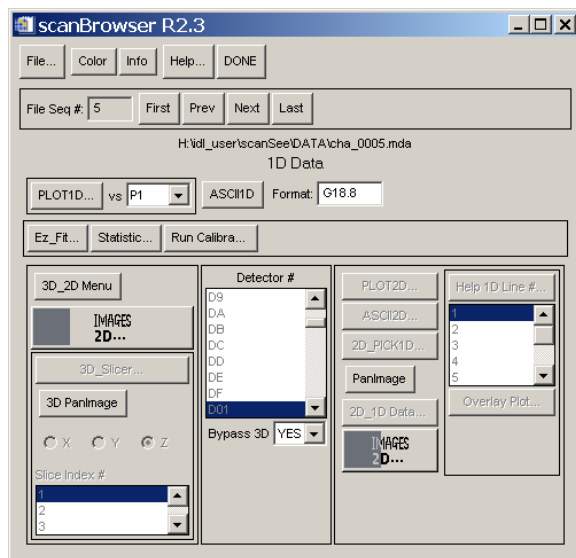 scanBrowser R2.3
File... Color Info Help... DONE
File Seq #: 5 First Prev Next Last
H:\idl_user\scanSee\DATA\cha_0005.mda
1D Data
PLOT1D... vs P1 ASCII1D Format: G18.8
Ez_Fit... Statistic... Run Calibra...
3D_2D Menu
IMAGES
2D...
3D_Slicer...
3D PanImage
X Y Z
Slice Index #
1
2
3
Detector #
D9
DA
DB
DC
DD
DE
DF
D01
Bypass 3D YES
PLOT2D...
ASCII2D...
2D_PICK1D...
PanImage
2D_1D Data...
IMAGES
2D...
Help 1D Line #...
1
2
3
4
5
Overlay Plot...